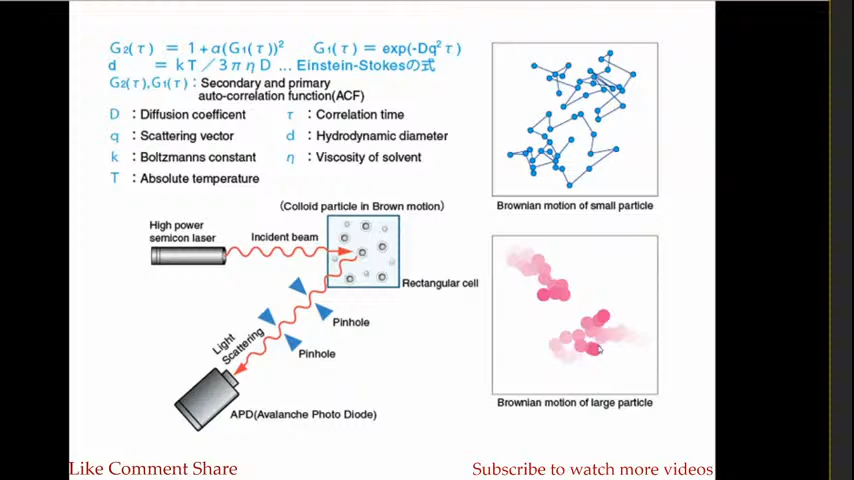 G₂(τ) = 1+α(G₁(τ))² G₁(τ) = exp(-Dq²τ)
d = kT／3πηD ... Einstein-Stokesの式
G₂(τ),G₁(τ) : Secondary and primary
auto-correlation function(ACF)
D : Diffusion coefficent τ : Correlation time
q : Scattering vector d : Hydrodynamic diameter
k : Boltzmanns constant η : Viscosity of solvent
T : Absolute temperature
Brownian motion of small particle
(Colloid particle in Brown motion)
High power
semicon laser
Incident beam
Rectangular cell
Pinhole
Light
Scattering
Pinhole
APD(Avalanche Photo Diode)
Brownian motion of large particle
Like Comment Share
Subscribe to watch more videos